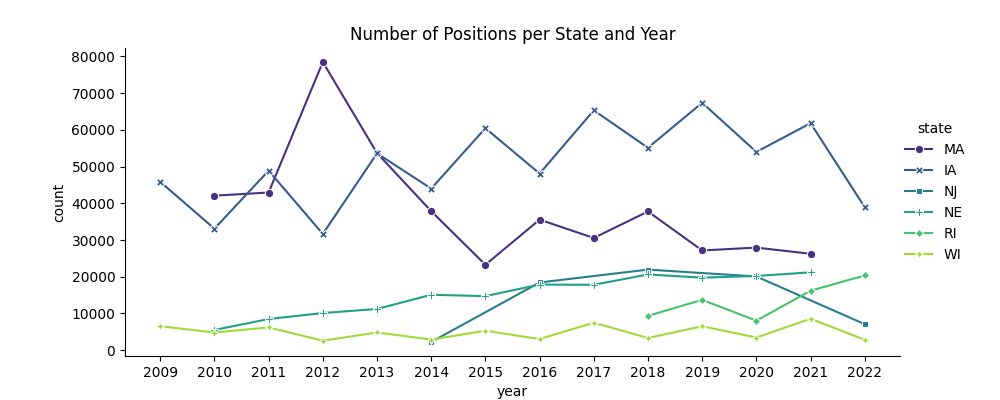 Number of Positions per State and Year
80000
70000
60000
50000
40000
30000
20000
10000
0
count
2009 2010 2011 2012 2013 2014 2015 2016 2017 2018 2019 2020 2021 2022
year
state
MA
IA
NJ
NE
RI
WI